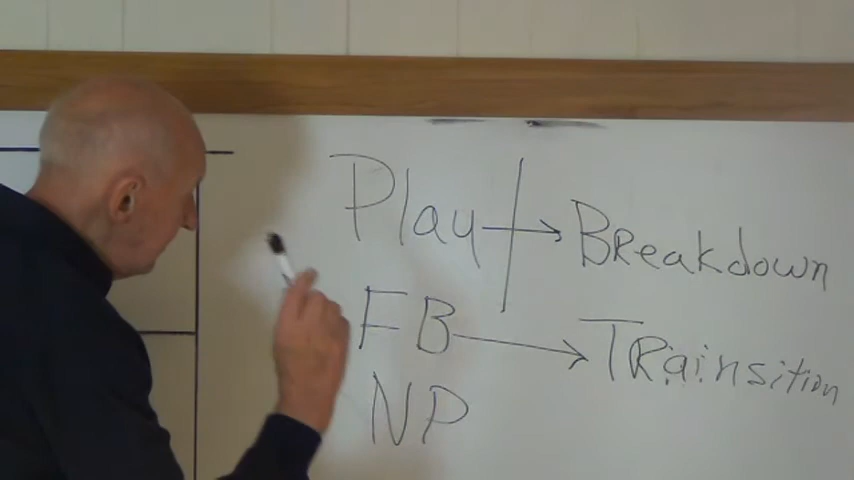 Play → Breakdown
FB → TRainsition
NP